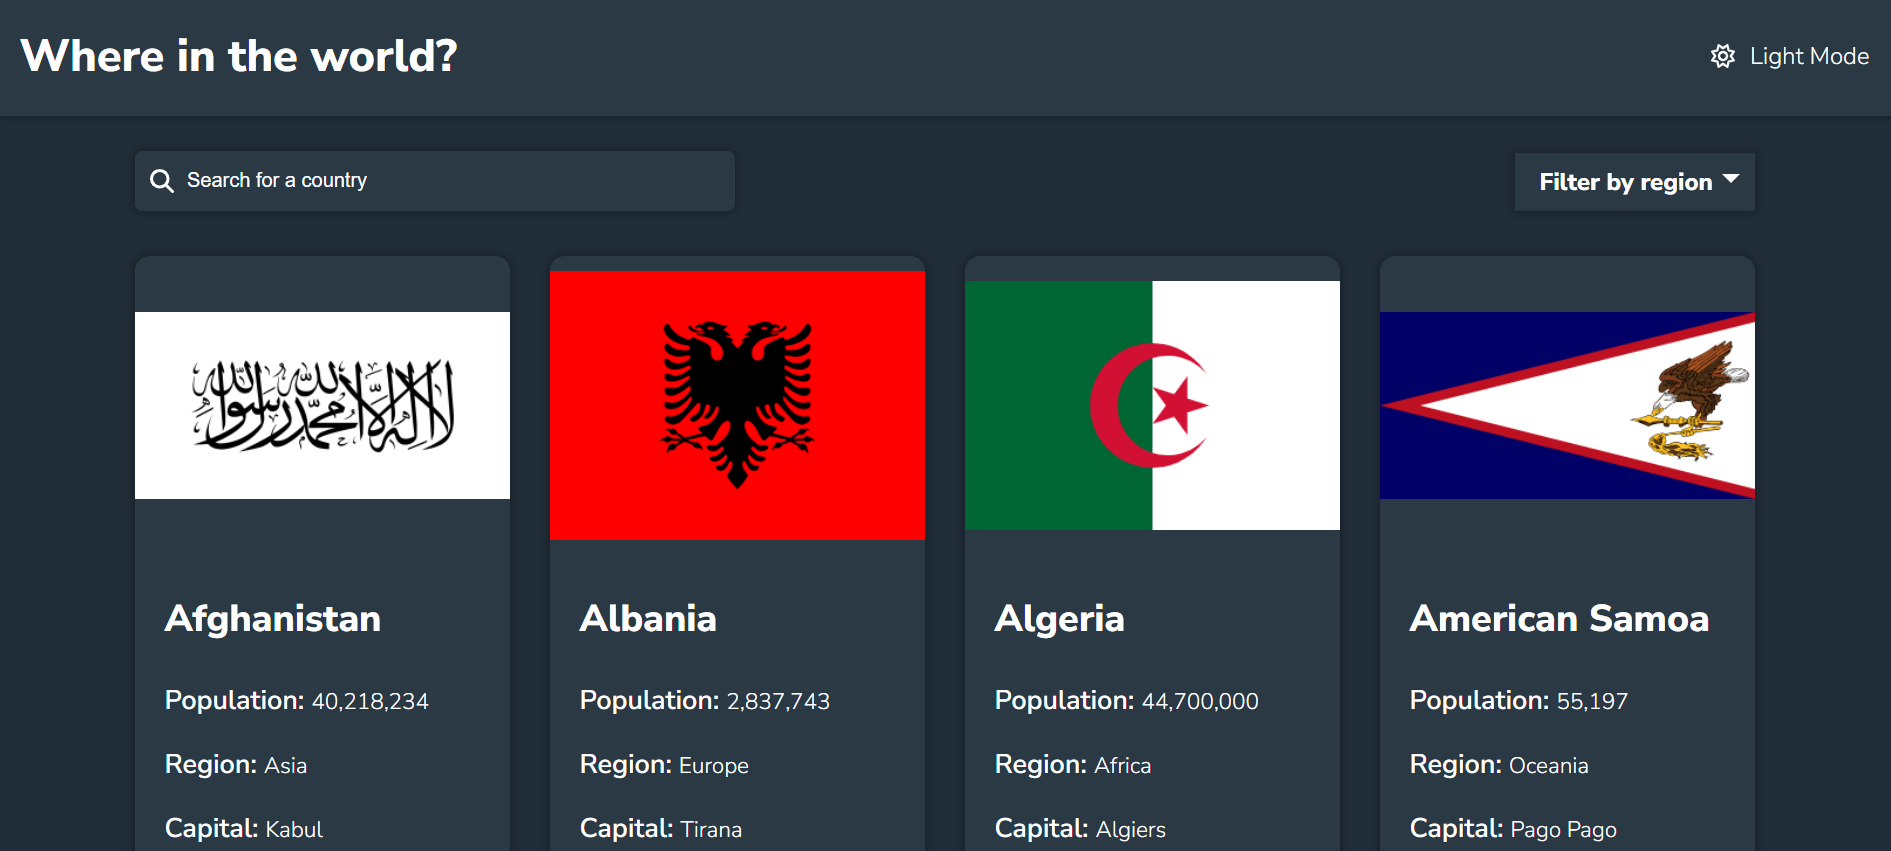 Where in the world?
Light Mode
Search for a country
Filter by region
لا إله إلا الله محمد رسول الله
Afghanistan
Population: 40,218,234
Region: Asia
Capital: Kabul
Albania
Population: 2,837,743
Region: Europe
Capital: Tirana
Algeria
Population: 44,700,000
Region: Africa
Capital: Algiers
American Samoa
Population: 55,197
Region: Oceania
Capital: Pago Pago